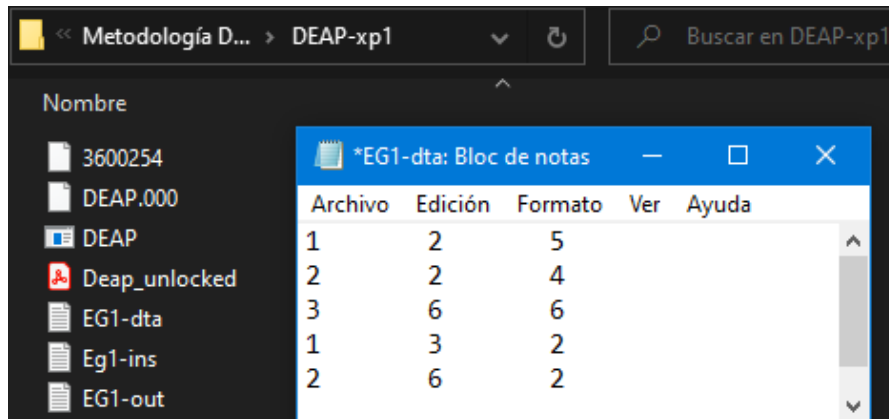 « Metodología D... > DEAP-xp1
Buscar en DEAP-xp1
Nombre
3600254
DEAP.000
DEAP
Deap_unlocked
EG1-dta
Eg1-ins
EG1-out
*EG1-dta: Bloc de notas
Archivo Edición Formato Ver Ayuda
1 2 5
2 2 4
3 6 6
1 3 2
2 6 2